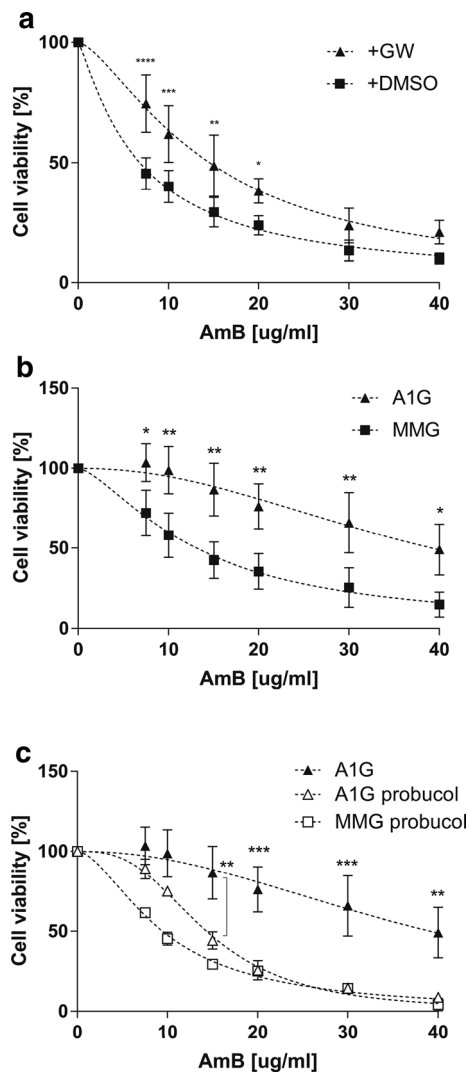 a
Cell viability [%]
100
50
0
**** *** ** *
+GW
+DMSO
0 10 20 30 40
AmB [ug/ml]
b
Cell viability [%]
150
100
50
0
* ** ** ** ** *
A1G
MMG
0 10 20 30 40
AmB [ug/ml]
c
Cell viability [%]
150
100
50
0
** *** *** **
A1G
A1G probucol
MMG probucol
0 10 20 30 40
AmB [ug/ml]